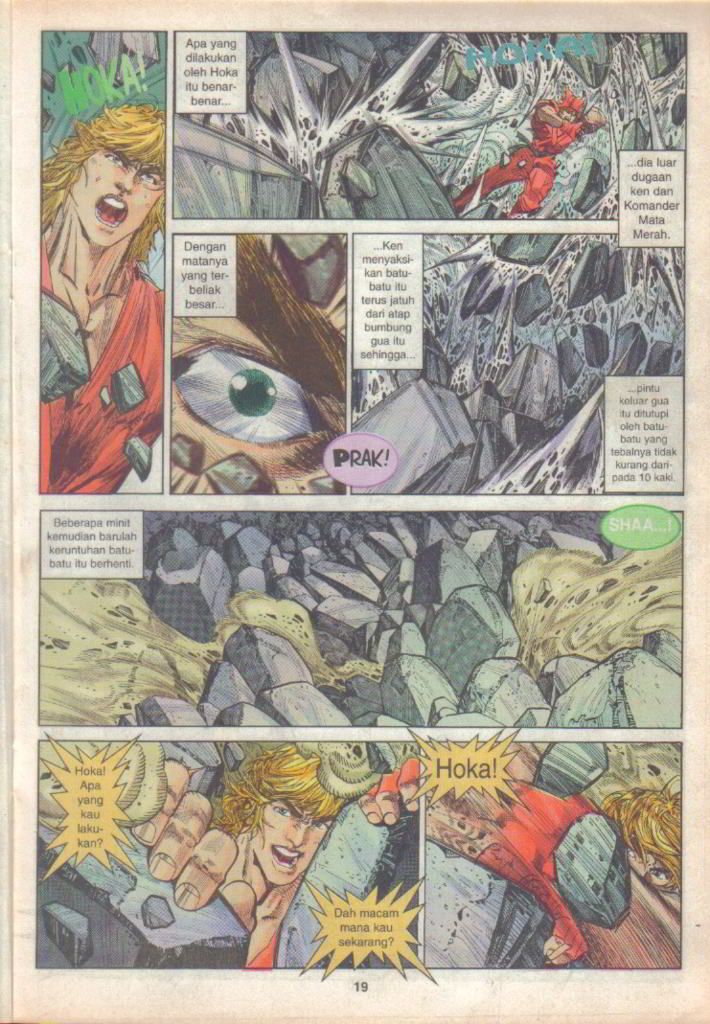 HOKA!
Apa yang
dilakukan
oleh Hoka
itu benar-
benar...
HOKA!
...dia luar
dugaan
ken dan
Komander
Mata
Merah.
Dengan
matanya
yang ter-
beliak
besar...
...Ken
menyaksi-
kan batu-
batu itu
terus jatuh
dari atap
bumbung
gua itu
sehingga...
PRAK!
...pintu
keluar gua
itu ditutupi
oleh batu-
batu yang
tebalnya tidak
kurang dari-
pada 10 kaki.
Beberapa minit
kemudian barulah
keruntuhan batu-
batu itu berhenti.
SHAA...!
Hoka!
Apa
yang
kau
laku-
kan?
Dah macam
mana kau
sekarang?
Hoka!
19